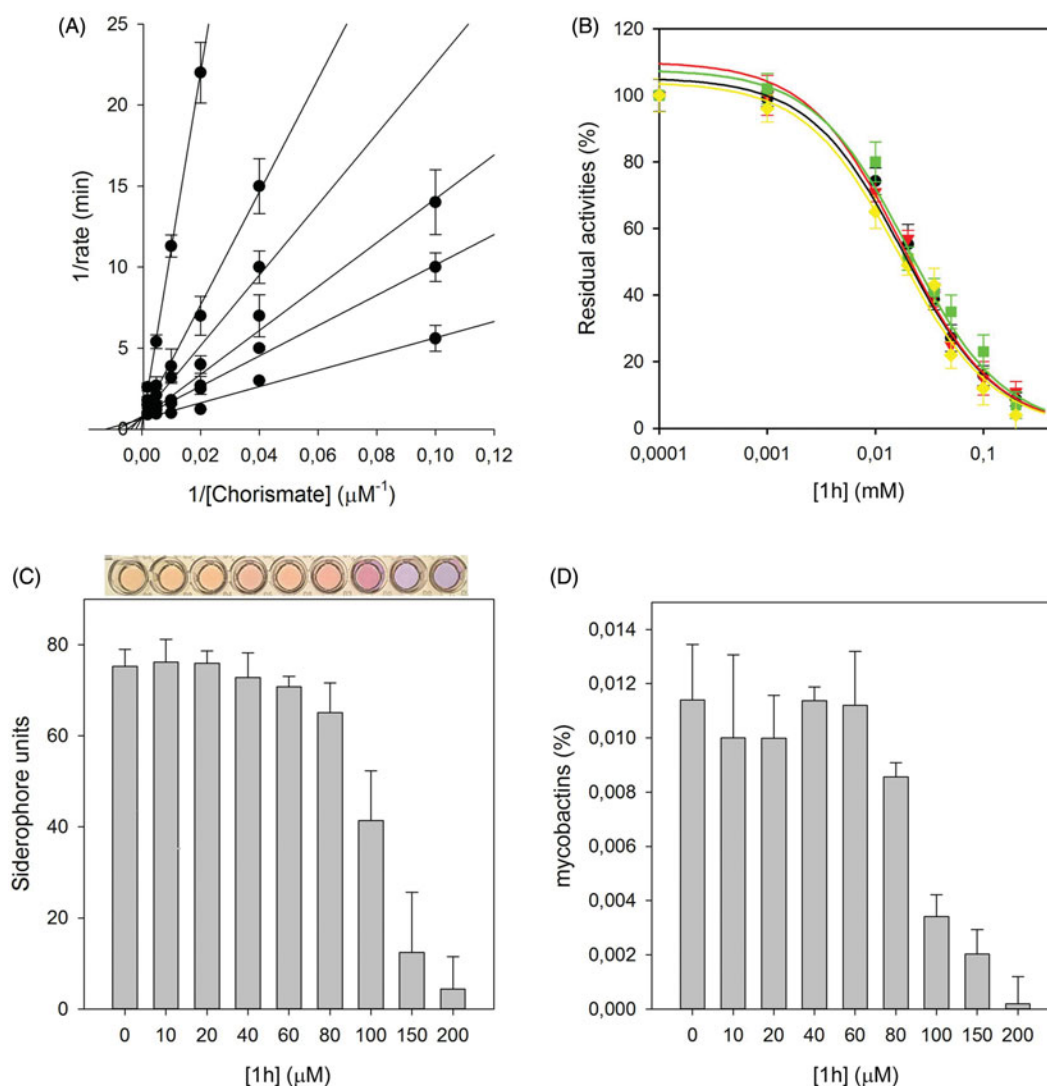 (A)
25
20
15
10
5
0
1/rate (min)
0,00 0,02 0,04 0,06 0,08 0,10 0,12
1/[Chorismate] (μM⁻¹)
(B)
120
100
80
60
40
20
0
Residual activities (%)
0,0001 0,001 0,01 0,1
[1h] (mM)
(C)
80
60
40
20
0
Siderophore units
0 10 20 40 60 80 100 150 200
[1h] (μM)
(D)
0,014
0,012
0,010
0,008
0,006
0,004
0,002
0,000
mycobactins (%)
0 10 20 40 60 80 100 150 200
[1h] (μM)